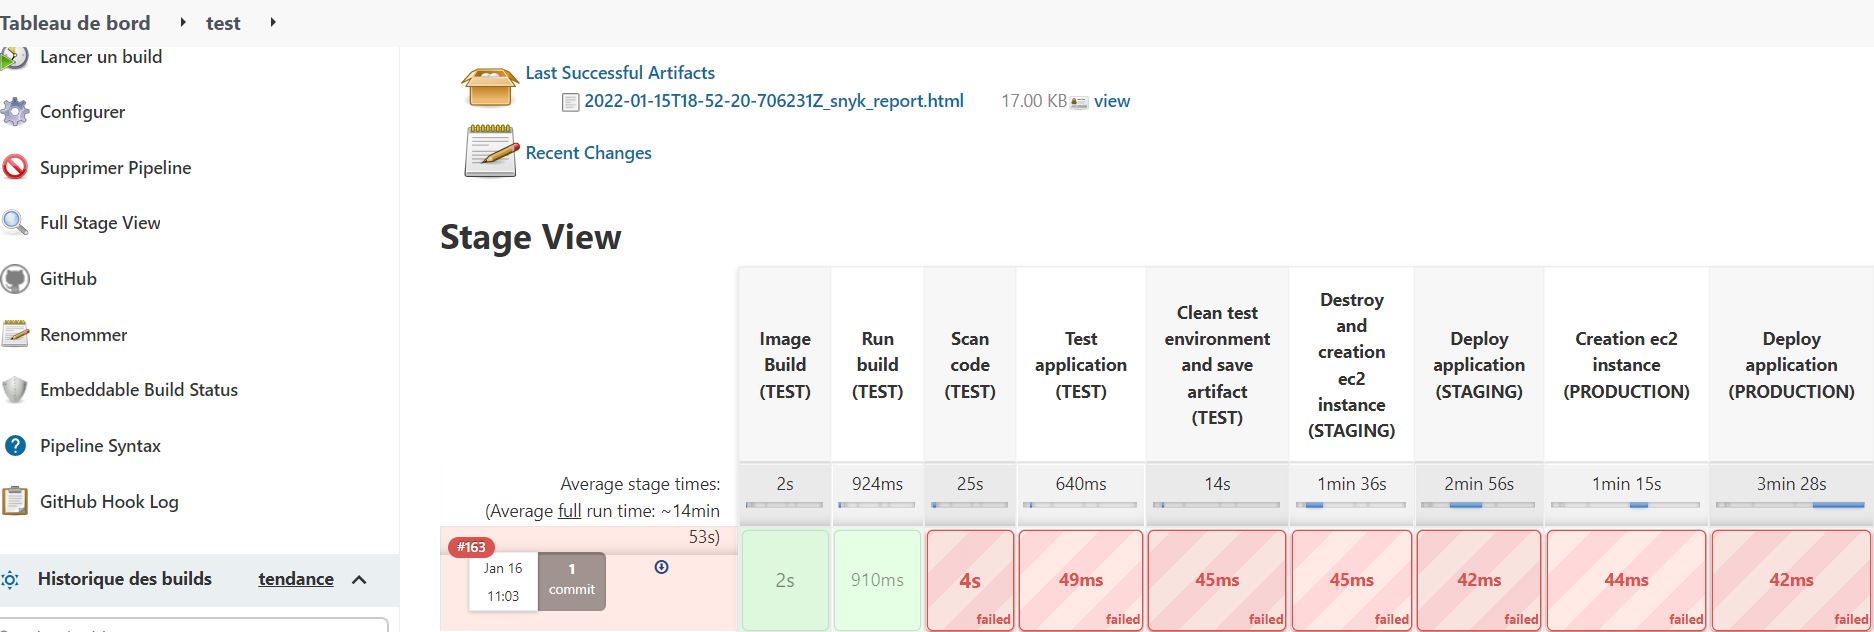 Tableau de bord
test
Lancer un build
Configurer
Supprimer Pipeline
Full Stage View
GitHub
Renommer
Embeddable Build Status
Pipeline Syntax
GitHub Hook Log
Historique des builds
tendance
Last Successful Artifacts
2022-01-15T18-52-20-706231Z_snyk_report.html 17.00 KB view
Recent Changes
Stage View
Image
Build
(TEST)
Run
build
(TEST)
Scan
code
(TEST)
Test
application
(TEST)
Clean test
environment
and save
artifact
(TEST)
Destroy
and
creation
ec2
instance
(STAGING)
Deploy
application
(STAGING)
Creation ec2
instance
(PRODUCTION)
Deploy
application
(PRODUCTION)
Average stage times:
(Average full run time: ~14min
53s)
2s
924ms
25s
640ms
14s
1min 36s
2min 56s
1min 15s
3min 28s
#163
Jan 16
11:03
1
commit
2s
910ms
4s
failed
49ms
failed
45ms
failed
45ms
failed
42ms
failed
44ms
failed
42ms
failed